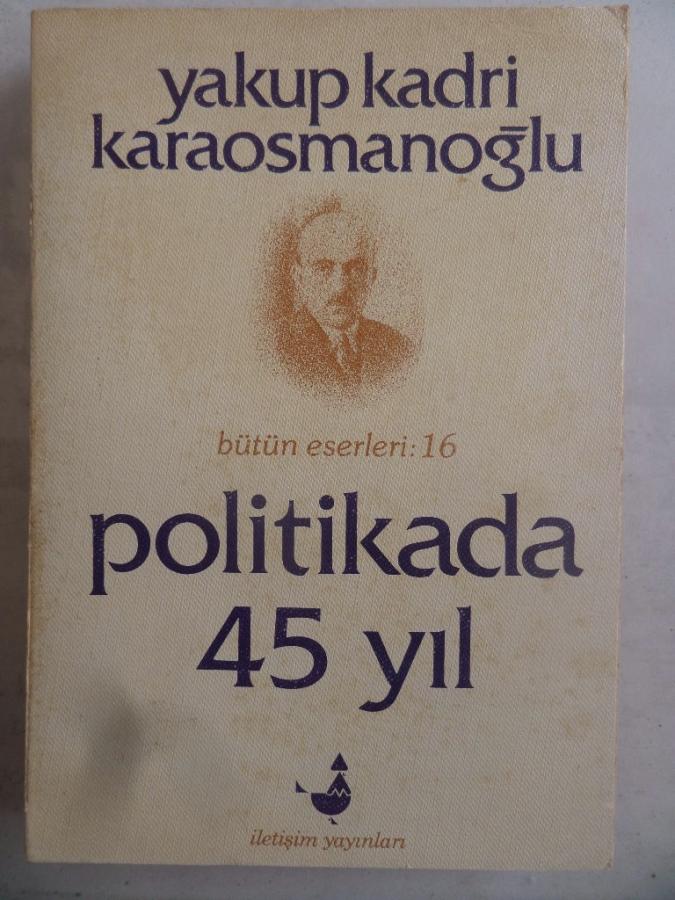 yakup kadri
karaosmanoğlu
bütün eserleri: 16
politikada
45 yıl
iletişim yayınları